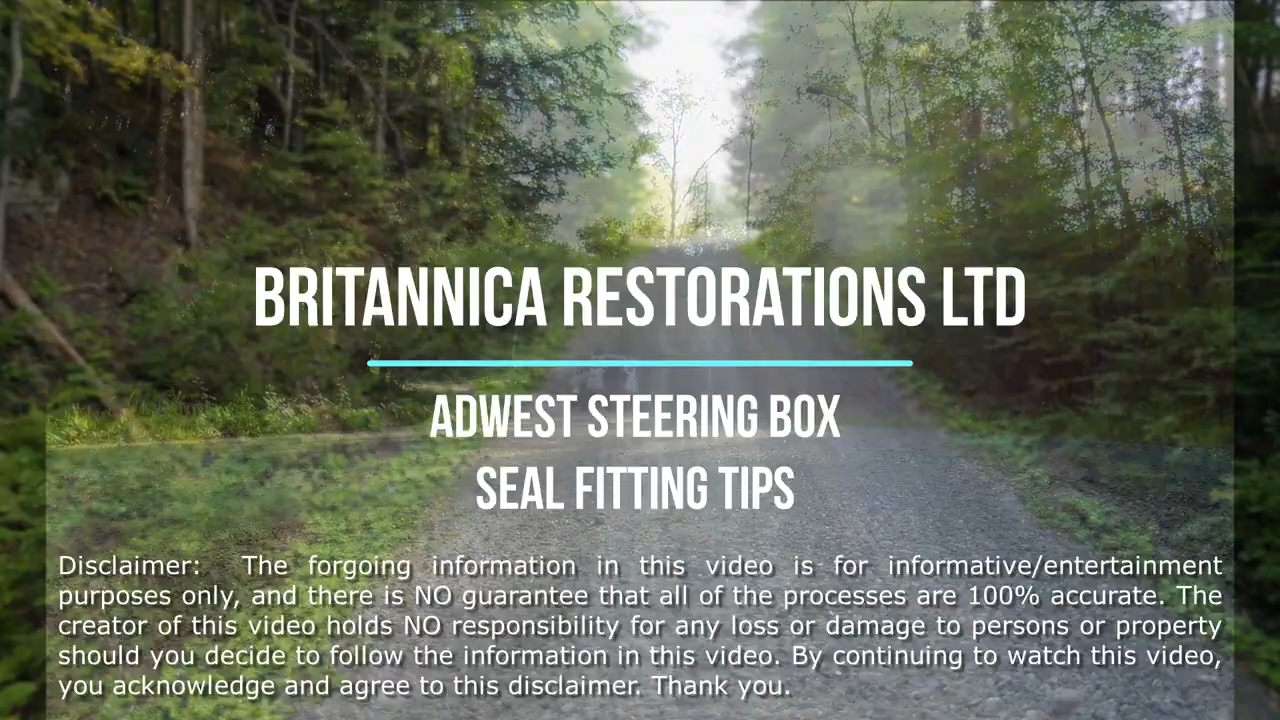 BRITANNICA RESTORATIONS LTD
ADWEST STEERING BOX
SEAL FITTING TIPS
Disclaimer: The forgoing information in this video is for informative/entertainment
purposes only, and there is NO guarantee that all of the processes are 100% accurate. The
creator of this video holds NO responsibility for any loss or damage to persons or property
should you decide to follow the information in this video. By continuing to watch this video,
you acknowledge and agree to this disclaimer. Thank you.